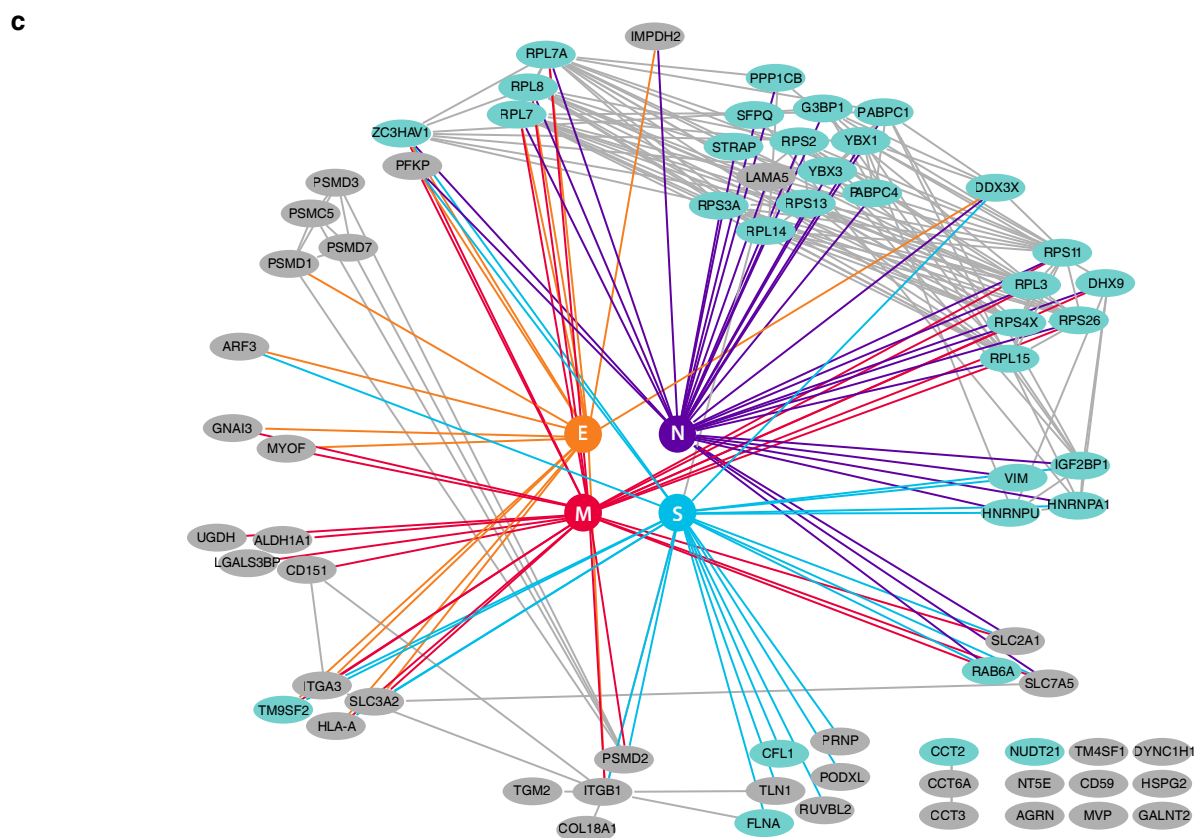 c
IMPDH2
RPL7A
RPL8
RPL7
PPP1CB
SFPQ
G3BP1
PABPC1
ZC3HAV1
PFKP
STRAP
RPS2
YBX1
LAMA5
YBX3
PABPC4
DDX3X
RPS3A
RPS13
RPL14
PSMD3
PSMC5
PSMD7
PSMD1
RPS11
RPL3
DHX9
RPS4X
RPS26
RPL15
ARF3
GNAI3
MYOF
E
N
M
S
IGF2BP1
VIM
HNRNPA1
HNRNPU
UGDH
ALDH1A1
LGALS3BP
CD151
SLC2A1
RAB6A
SLC7A5
ITGA3
TM9SF2
SLC3A2
HLA-A
PSMD2
TGM2
ITGB1
COL18A1
CFL1
PRNP
TLN1
PODXL
FLNA
RUVBL2
CCT2
NUDT21
TM4SF1
DYNC1H1
CCT6A
NT5E
CD59
HSPG2
CCT3
AGRN
MVP
GALNT2